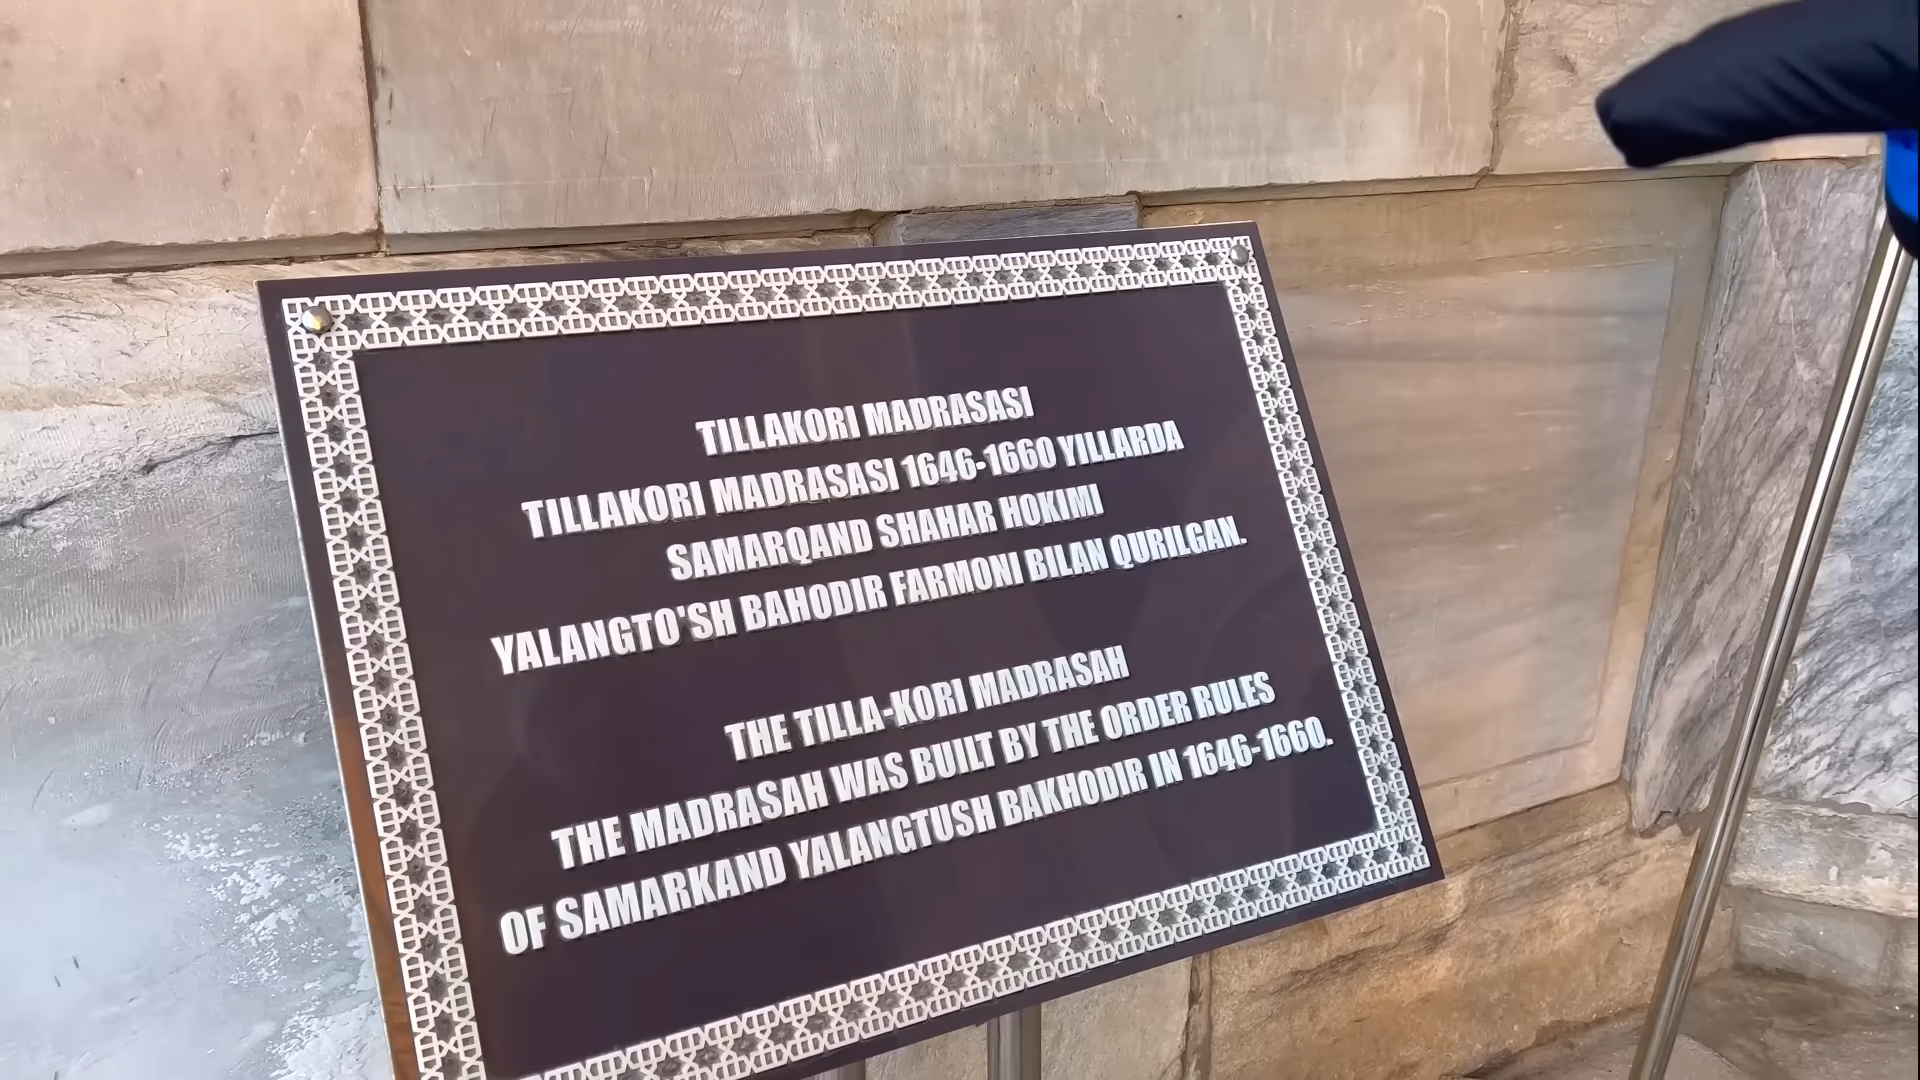 TILLAKORI MADRASASI
TILLAKORI MADRASASI 1646-1660 YILLARDA
SAMARQAND SHAHAR HOKIMI
YALANGTO'SH BAHODIR FARMONI BILAN QURILGAN.
THE TILLA-KORI MADRASAH
THE MADRASAH WAS BUILT BY THE ORDER RULES
OF SAMARKAND YALANGTUSH BAKHODIR IN 1646-1660.